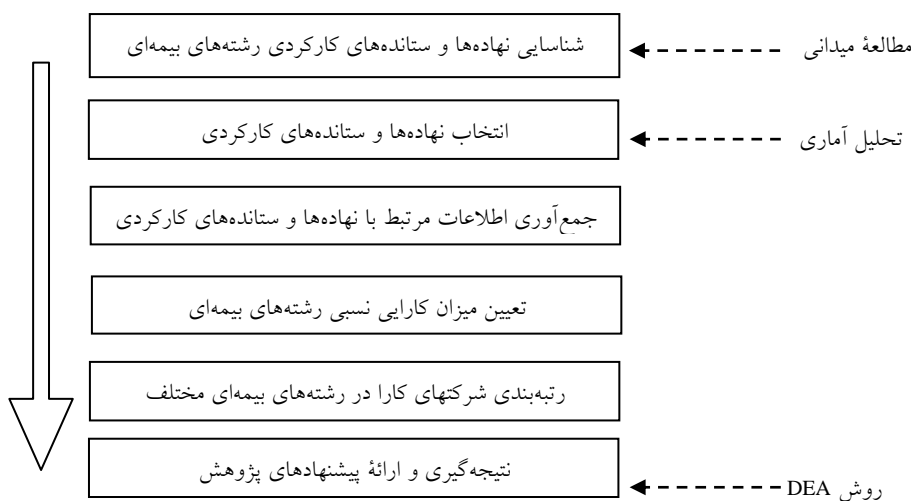 شناسایی نهاده‌ها و ستانده‌های کارکردی رشته‌های بیمه‌ای
مطالعهٔ میدانی
انتخاب نهاده‌ها و ستانده‌های کارکردی
تحلیل آماری
جمع‌آوری اطلاعات مرتبط با نهاده‌ها و ستانده‌های کارکردی
تعیین میزان کارایی نسبی رشته‌های بیمه‌ای
رتبه‌بندی شرکتهای کارا در رشته‌های بیمه‌ای مختلف
نتیجه‌گیری و ارائهٔ پیشنهادهای پژوهش
روش DEA